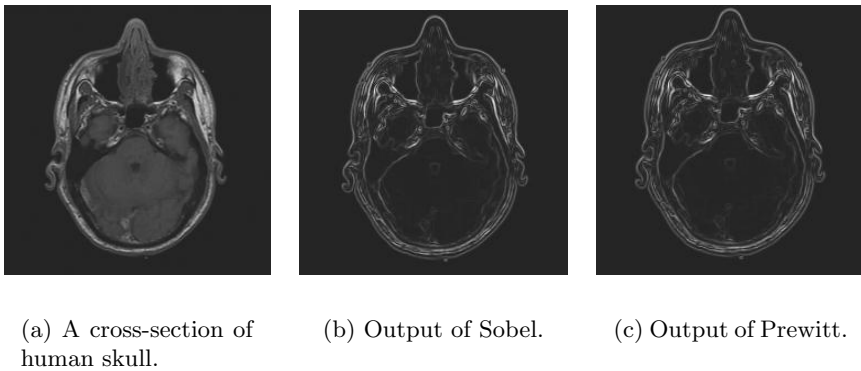 (a) A cross-section of
human skull.
(b) Output of Sobel.
(c) Output of Prewitt.